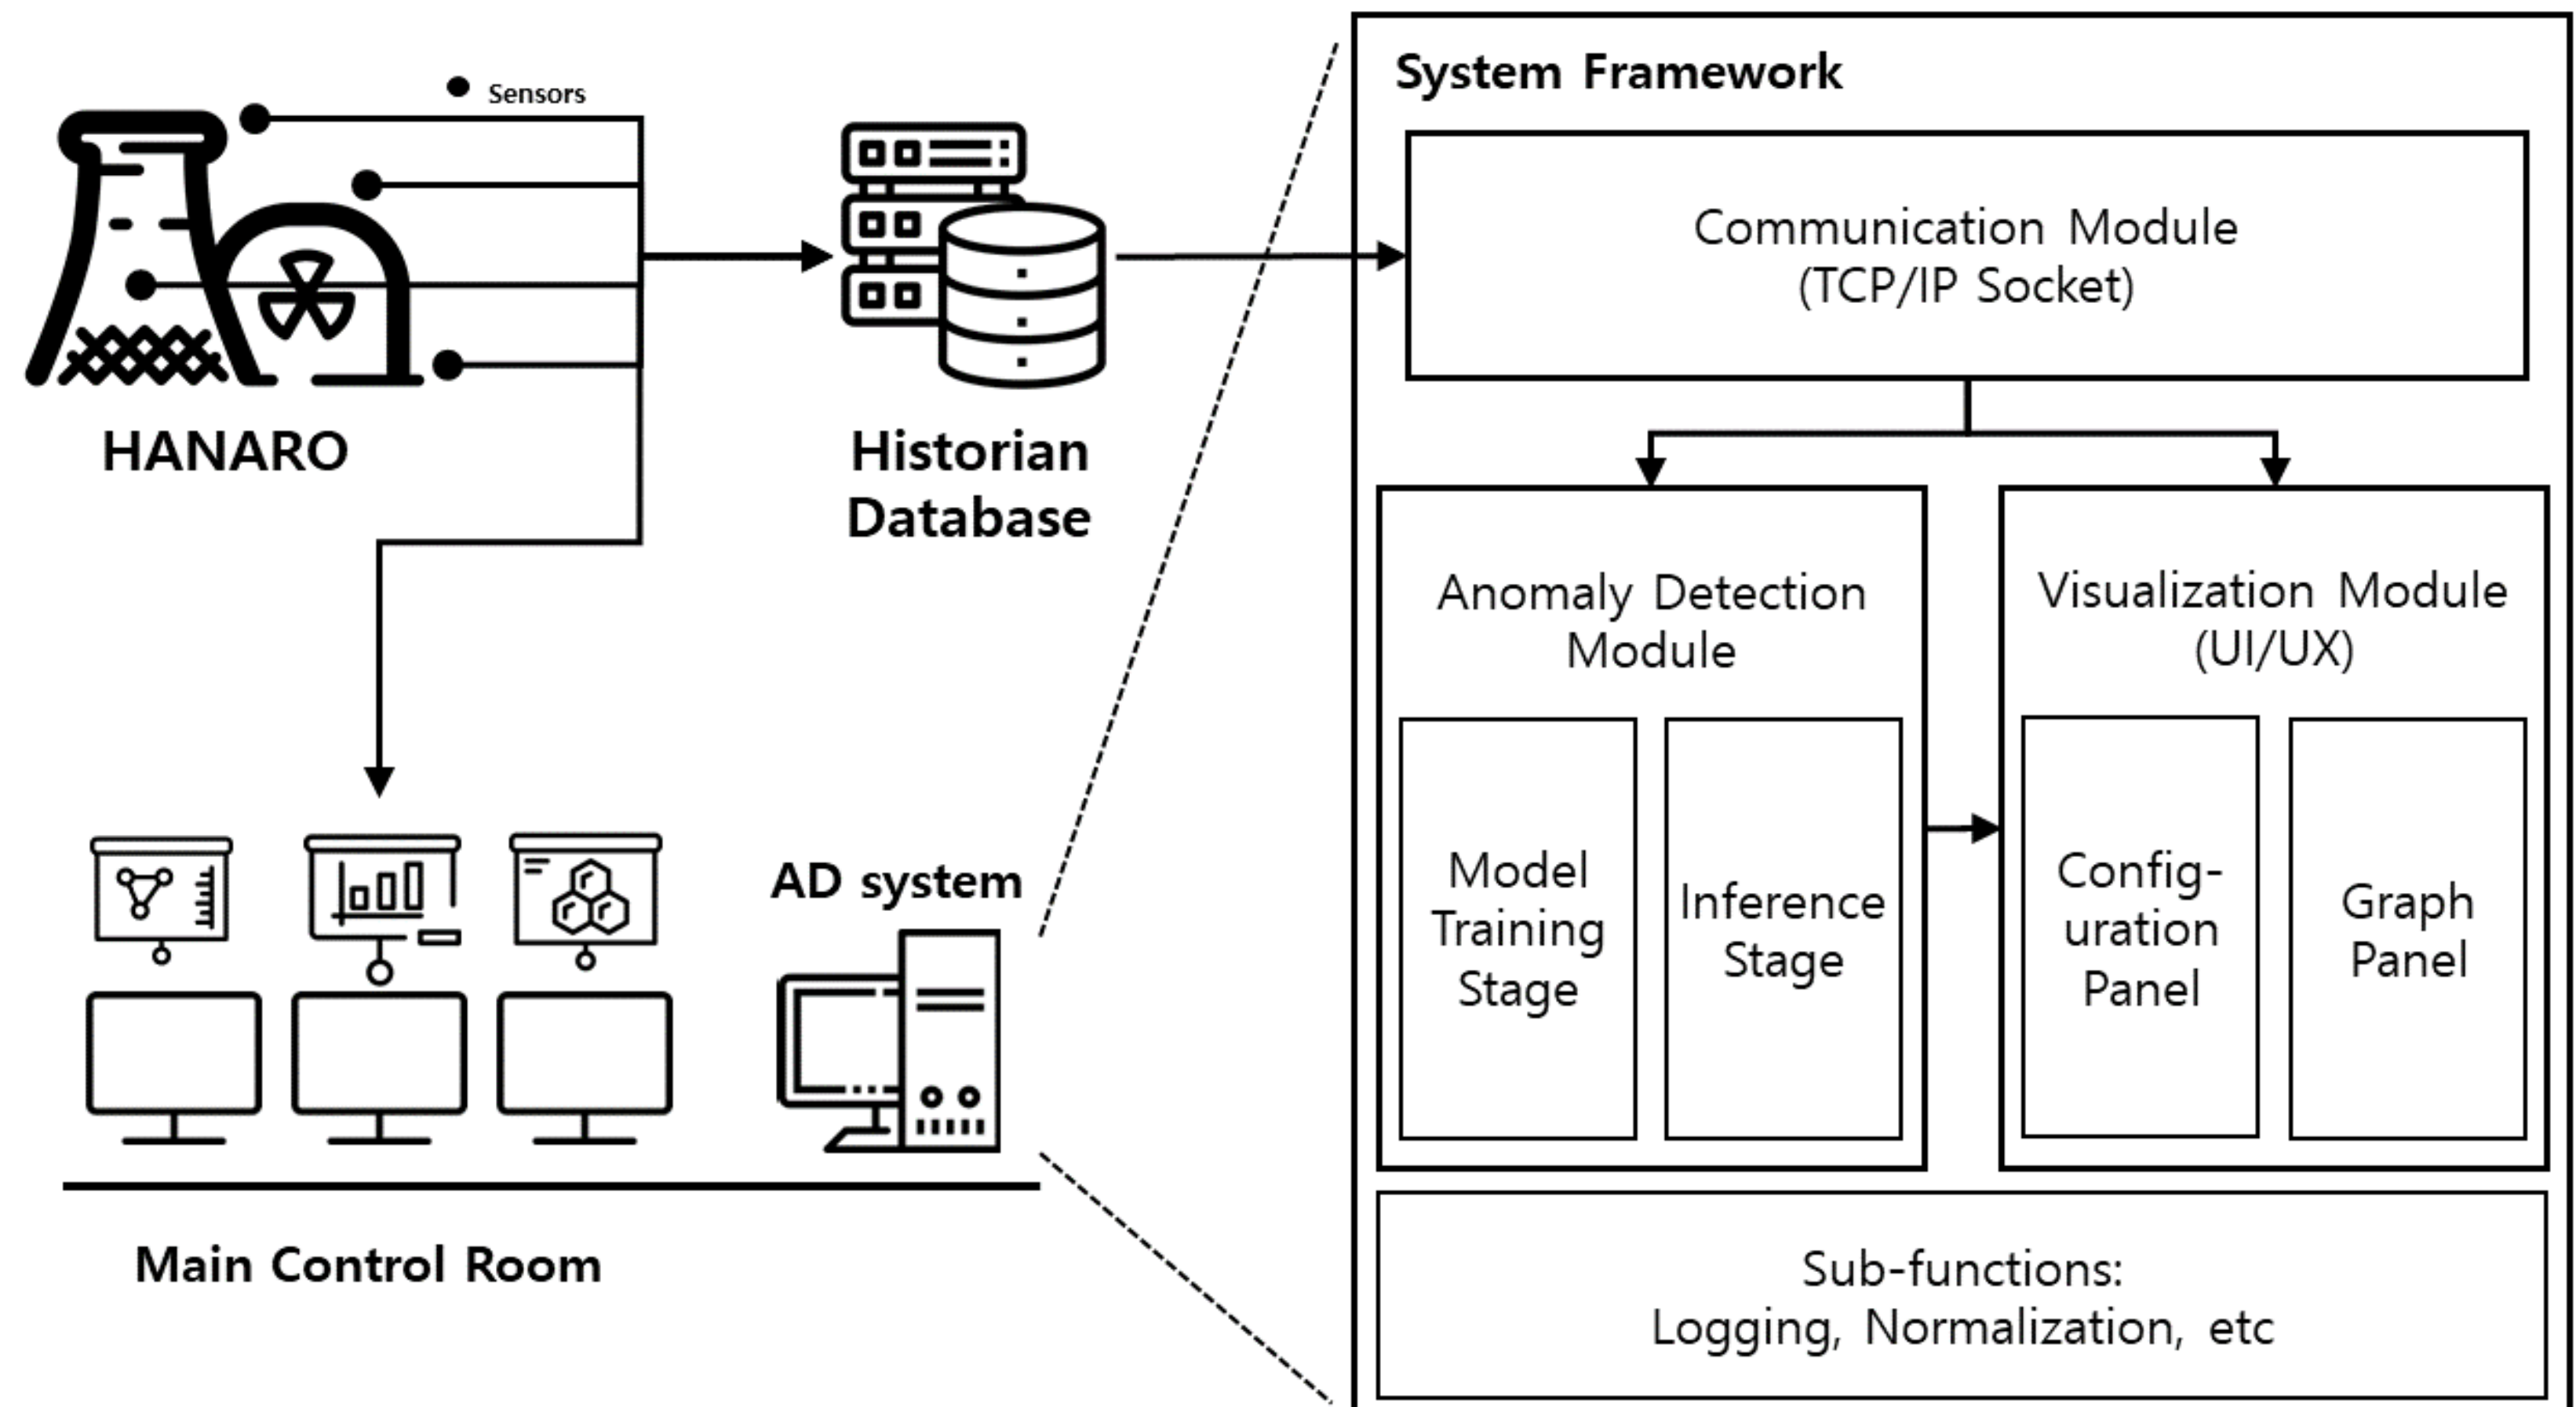 Sensors
HANARO
Historian
Database
Main Control Room
AD system
System Framework
Communication Module
(TCP/IP Socket)
Anomaly Detection
Module
Model
Training
Stage
Inference
Stage
Visualization Module
(UI/UX)
Config-
uration
Panel
Graph
Panel
Sub-functions:
Logging, Normalization, etc